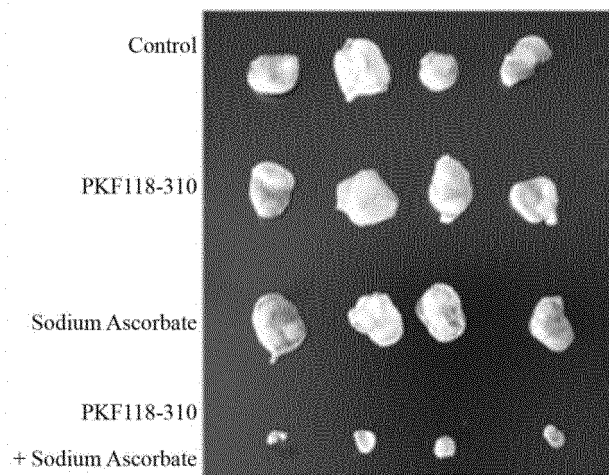 Control
PKF118-310
Sodium Ascorbate
PKF118-310
+ Sodium Ascorbate